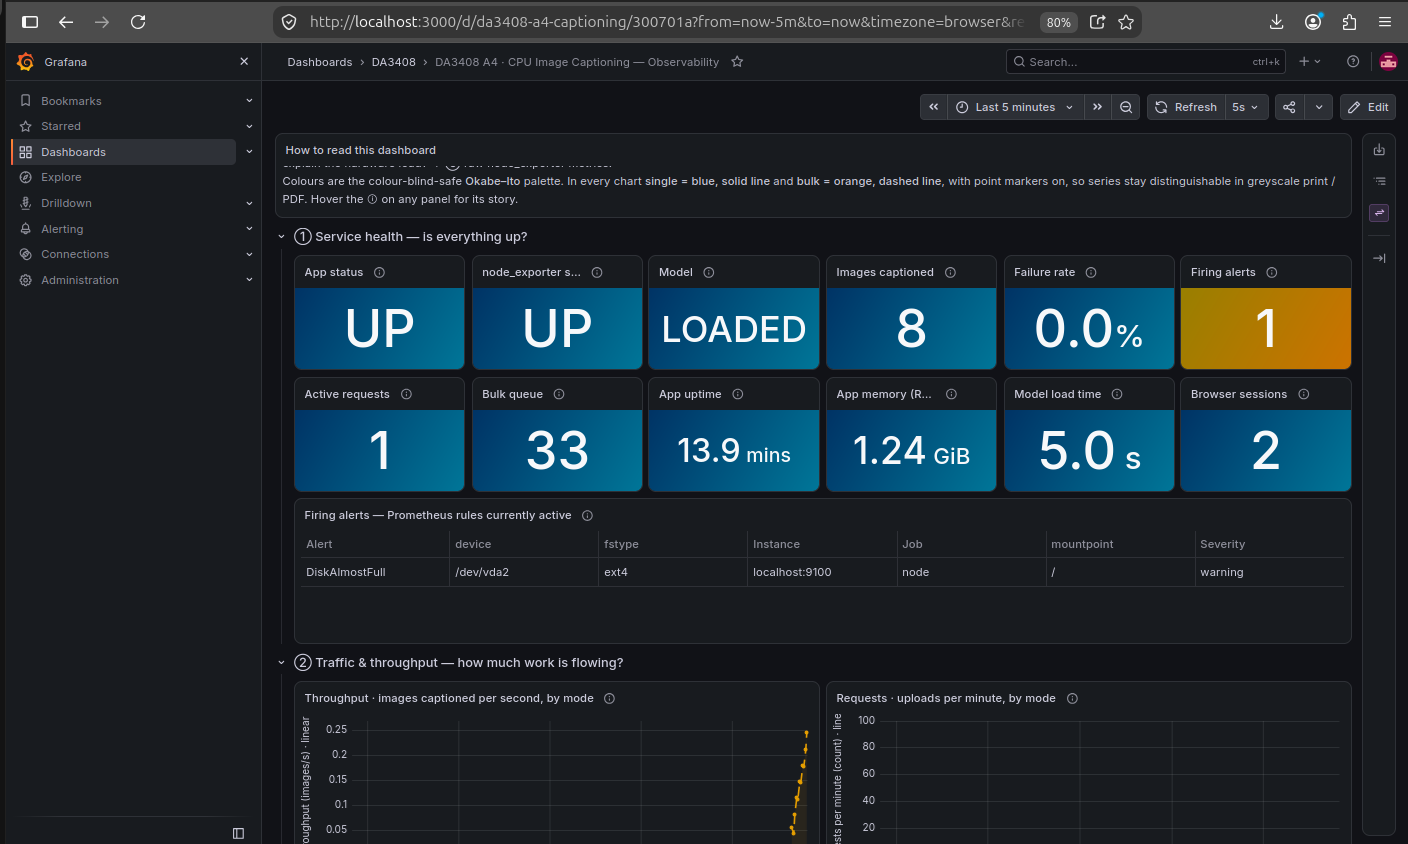 http://localhost:3000/d/da3408-a4-captioning/300701a?from=now-5m&to=now&timezone=browser&re
80%
Grafana
Dashboards › DA3408 › DA3408 A4 · CPU Image Captioning — Observability
Search...
ctrl+k
Bookmarks
Starred
Dashboards
Explore
Drilldown
Alerting
Connections
Administration
Last 5 minutes
Refresh
5s
Edit
How to read this dashboard
Colours are the colour-blind-safe Okabe–Ito palette. In every chart single = blue, solid line and bulk = orange, dashed line, with point markers on, so series stay distinguishable in greyscale print /
PDF. Hover the ⓘ on any panel for its story.
① Service health — is everything up?
App status
UP
node_exporter s...
UP
Model
LOADED
Images captioned
8
Failure rate
0.0%
Firing alerts
1
Active requests
1
Bulk queue
33
App uptime
13.9 mins
App memory (R...
1.24 GiB
Model load time
5.0 s
Browser sessions
2
Firing alerts — Prometheus rules currently active
Alert device fstype Instance Job mountpoint Severity
DiskAlmostFull /dev/vda2 ext4 localhost:9100 node / warning
② Traffic & throughput — how much work is flowing?
Throughput · images captioned per second, by mode
oughput (images/s) · linear
0.25
0.2
0.15
0.1
0.05
Requests · uploads per minute, by mode
ests per minute (count) · line
100
80
60
40
20